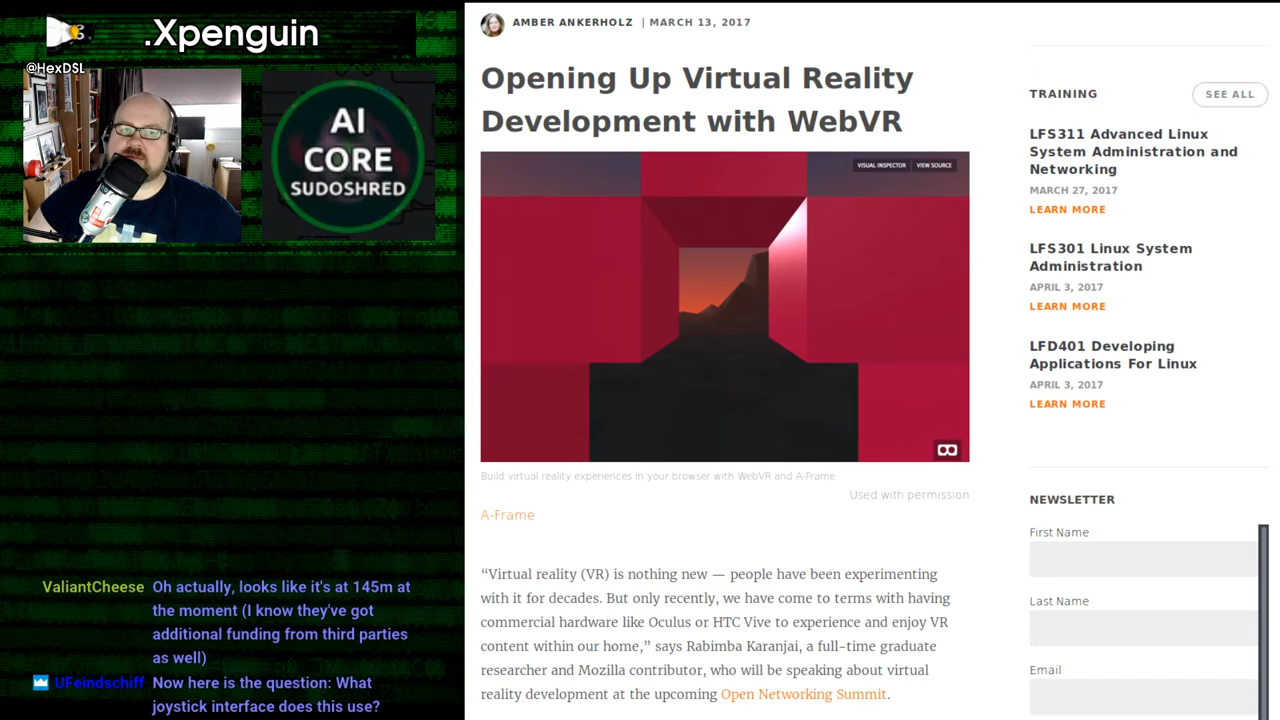 .Xpenguin
@HexDSL
AI
CORE
SUDOSHRED
ValiantCheese Oh actually, looks like it's at 145m at
the moment (I know they've got
additional funding from third parties
as well)
UFeindschiff Now here is the question: What
joystick interface does this use?
AMBER ANKERHOLZ | MARCH 13, 2017
Opening Up Virtual Reality
Development with WebVR
VISUAL INSPECTOR VIEW SOURCE
Build virtual reality experiences in your browser with WebVR and A-Frame
Used with permission
A-Frame
“Virtual reality (VR) is nothing new — people have been experimenting
with it for decades. But only recently, we have come to terms with having
commercial hardware like Oculus or HTC Vive to experience and enjoy VR
content within our home,” says Rabimba Karanjai, a full-time graduate
researcher and Mozilla contributor, who will be speaking about virtual
reality development at the upcoming Open Networking Summit.
TRAINING
SEE ALL
LFS311 Advanced Linux
System Administration and
Networking
MARCH 27, 2017
LEARN MORE
LFS301 Linux System
Administration
APRIL 3, 2017
LEARN MORE
LFD401 Developing
Applications For Linux
APRIL 3, 2017
LEARN MORE
NEWSLETTER
First Name
Last Name
Email